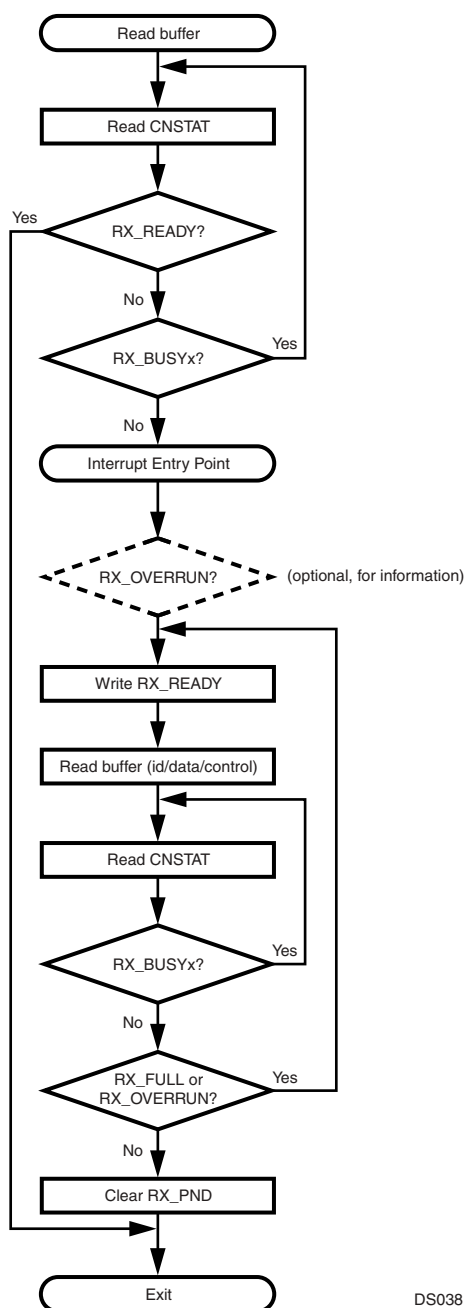 Read buffer
Read CNSTAT
Yes
RX_READY?
No
RX_BUSYx?
Yes
No
Interrupt Entry Point
RX_OVERRUN?
(optional, for information)
Write RX_READY
Read buffer (id/data/control)
Read CNSTAT
RX_BUSYx?
Yes
No
RX_FULL or
RX_OVERRUN?
Yes
No
Clear RX_PND
Exit
DS038